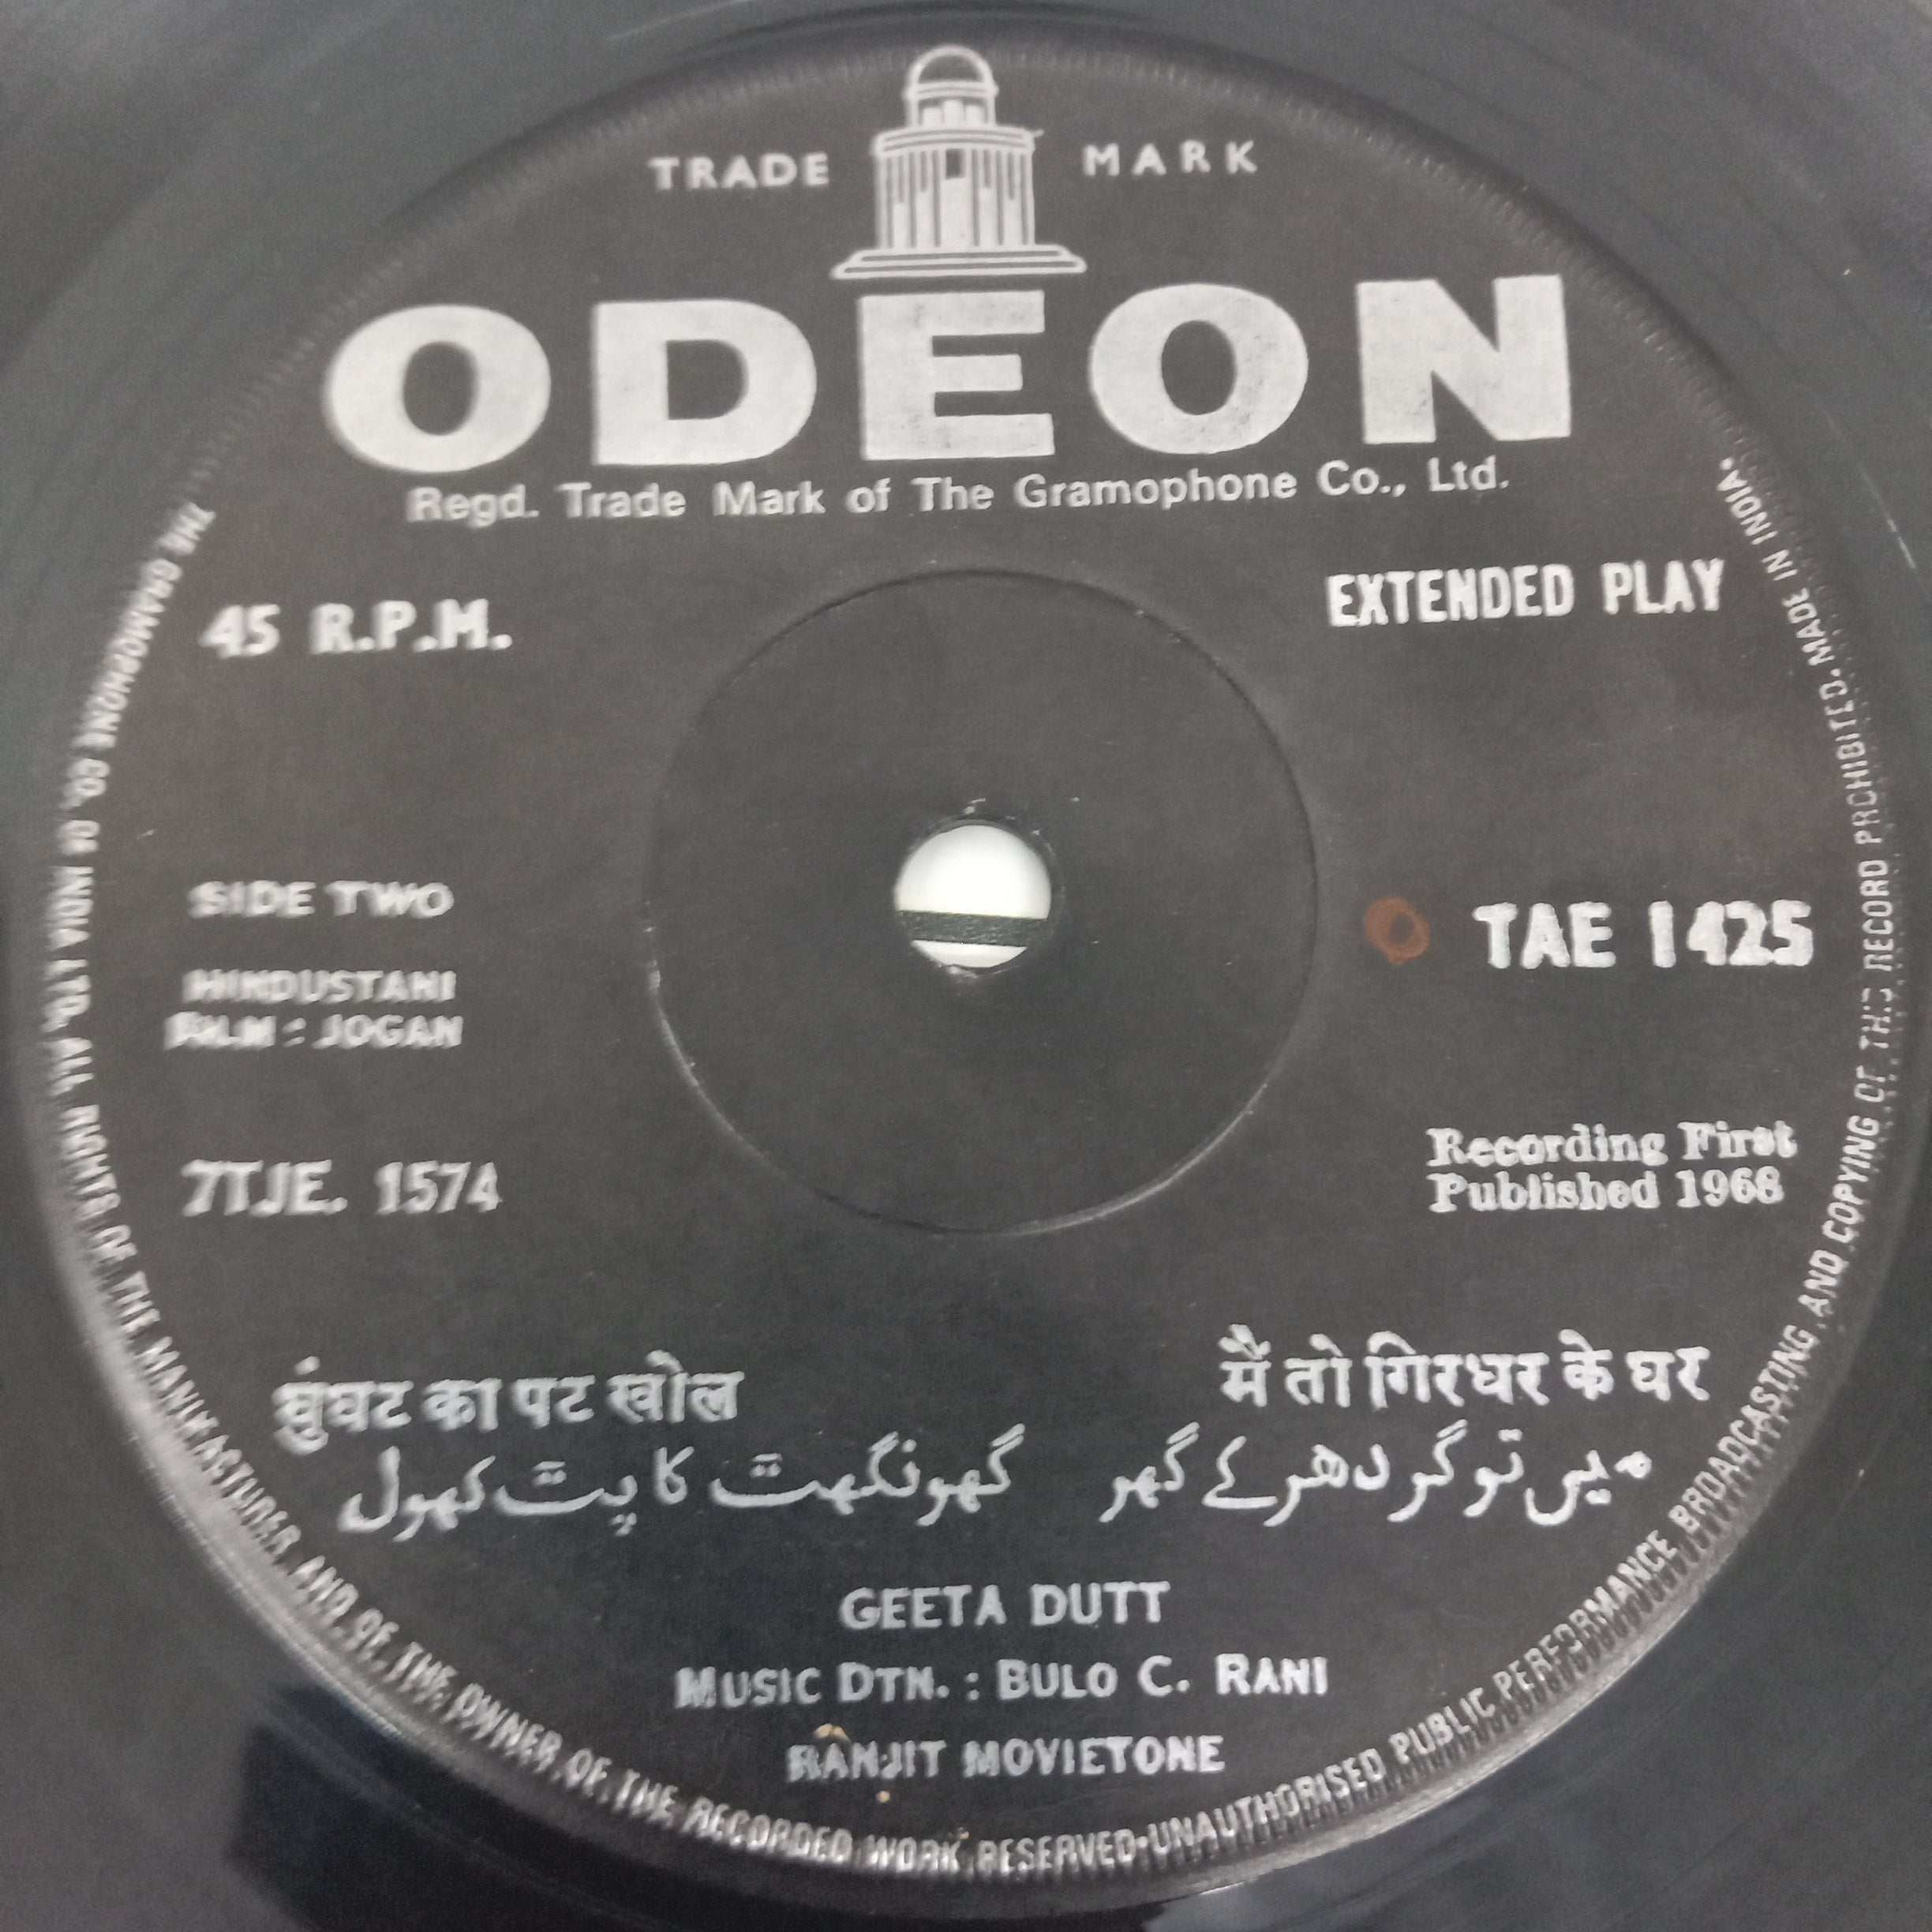 TRADE MARK
ODEON
Regd. Trade Mark of The Gramophone Co., Ltd.
45 R.P.M.
EXTENDED PLAY
SIDE TWO
TAE 1425
HINDUSTANI
FILM : JOGAN
7TJE. 1574
Recording First
Published 1968
घुंघट का पट खोल
मैं तो गिरधर के घर
گھونگھت کا پت کھول
میں تو گردھر کے گھر
GEETA DUTT
MUSIC DTN. : BULO C. RANI
RANJIT MOVIETONE
THE GRAMOPHONE CO. OF INDIA LTD. ALL RIGHTS OF THE MANUFACTURER AND OF THE OWNER OF THE RECORDED WORK RESERVED·UNAUTHORISED PUBLIC PERFORMANCE BROADCASTING AND COPYING OF THIS RECORD PROHIBITED. MADE IN INDIA.